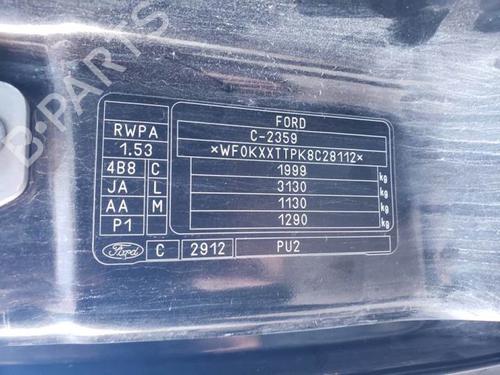 B-PARTS
FORD
C-2359
×WF0KXXTTPK8C28112×
1999 kg
3130 kg
1130 kg
1290 kg
RWPA
1.53
4B8 C
JA L
AA M
P1
Ford C 2912 PU2